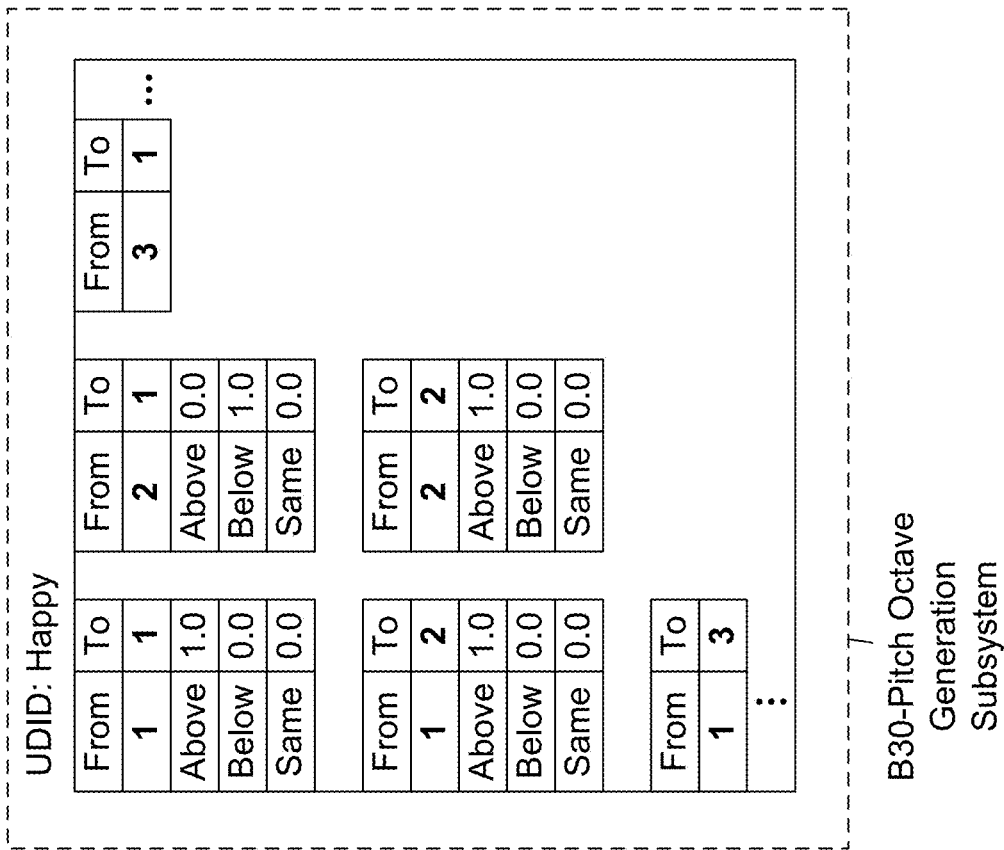 UDID: Happy
From To
1 1
Above 1.0
Below 0.0
Same 0.0
From To
1 2
Above 1.0
Below 0.0
Same 0.0
From To
1 3
...
From To
2 1
Above 0.0
Below 1.0
Same 0.0
From To
2 2
Above 1.0
Below 0.0
Same 0.0
From To
3 1
...
B30-Pitch Octave
Generation
Subsystem